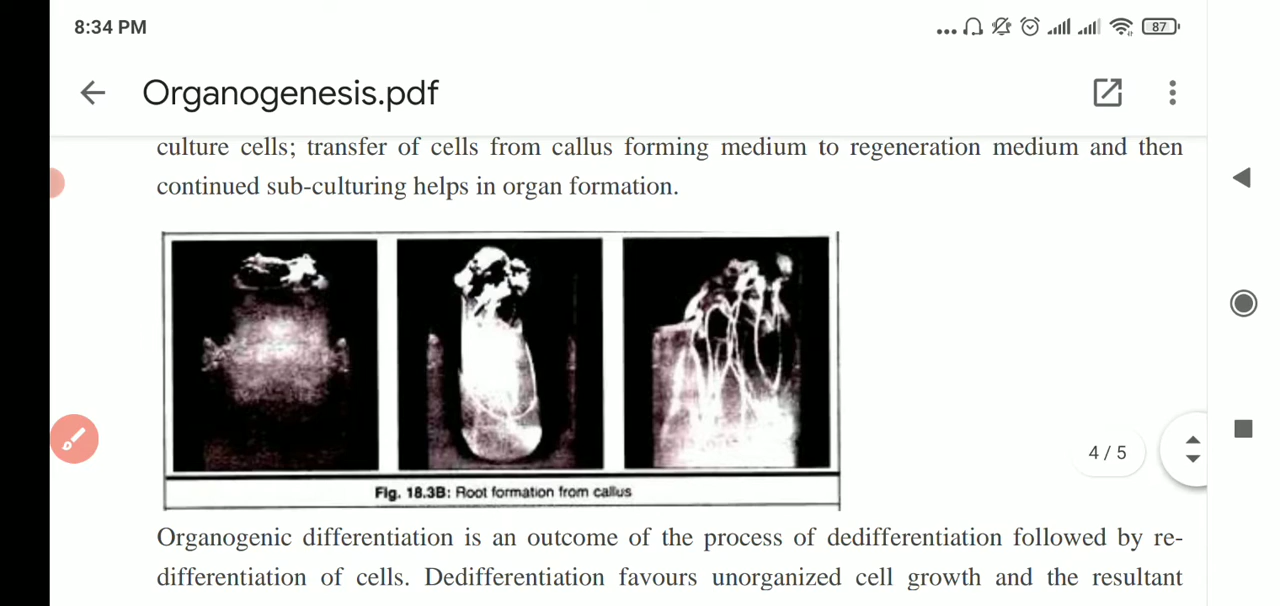 8:34 PM
87
Organogenesis.pdf
culture cells; transfer of cells from callus forming medium to regeneration medium and then
continued sub-culturing helps in organ formation.
4 / 5
Fig. 18.3B: Root formation from callus
Organogenic differentiation is an outcome of the process of dedifferentiation followed by re-
differentiation of cells. Dedifferentiation favours unorganized cell growth and the resultant